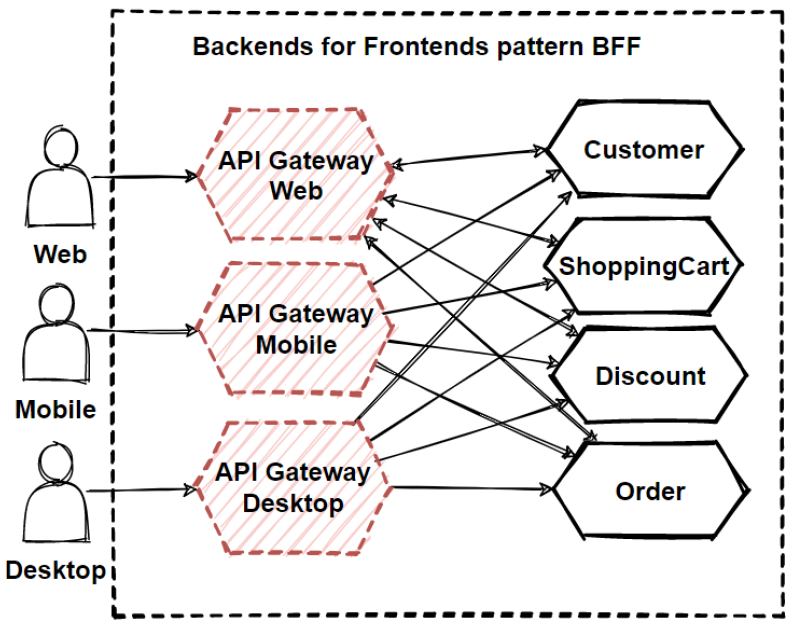 Backends for Frontends pattern BFF
API Gateway
Web
Customer
Web
ShoppingCart
API Gateway
Mobile
Mobile
Discount
API Gateway
Desktop
Order
Desktop